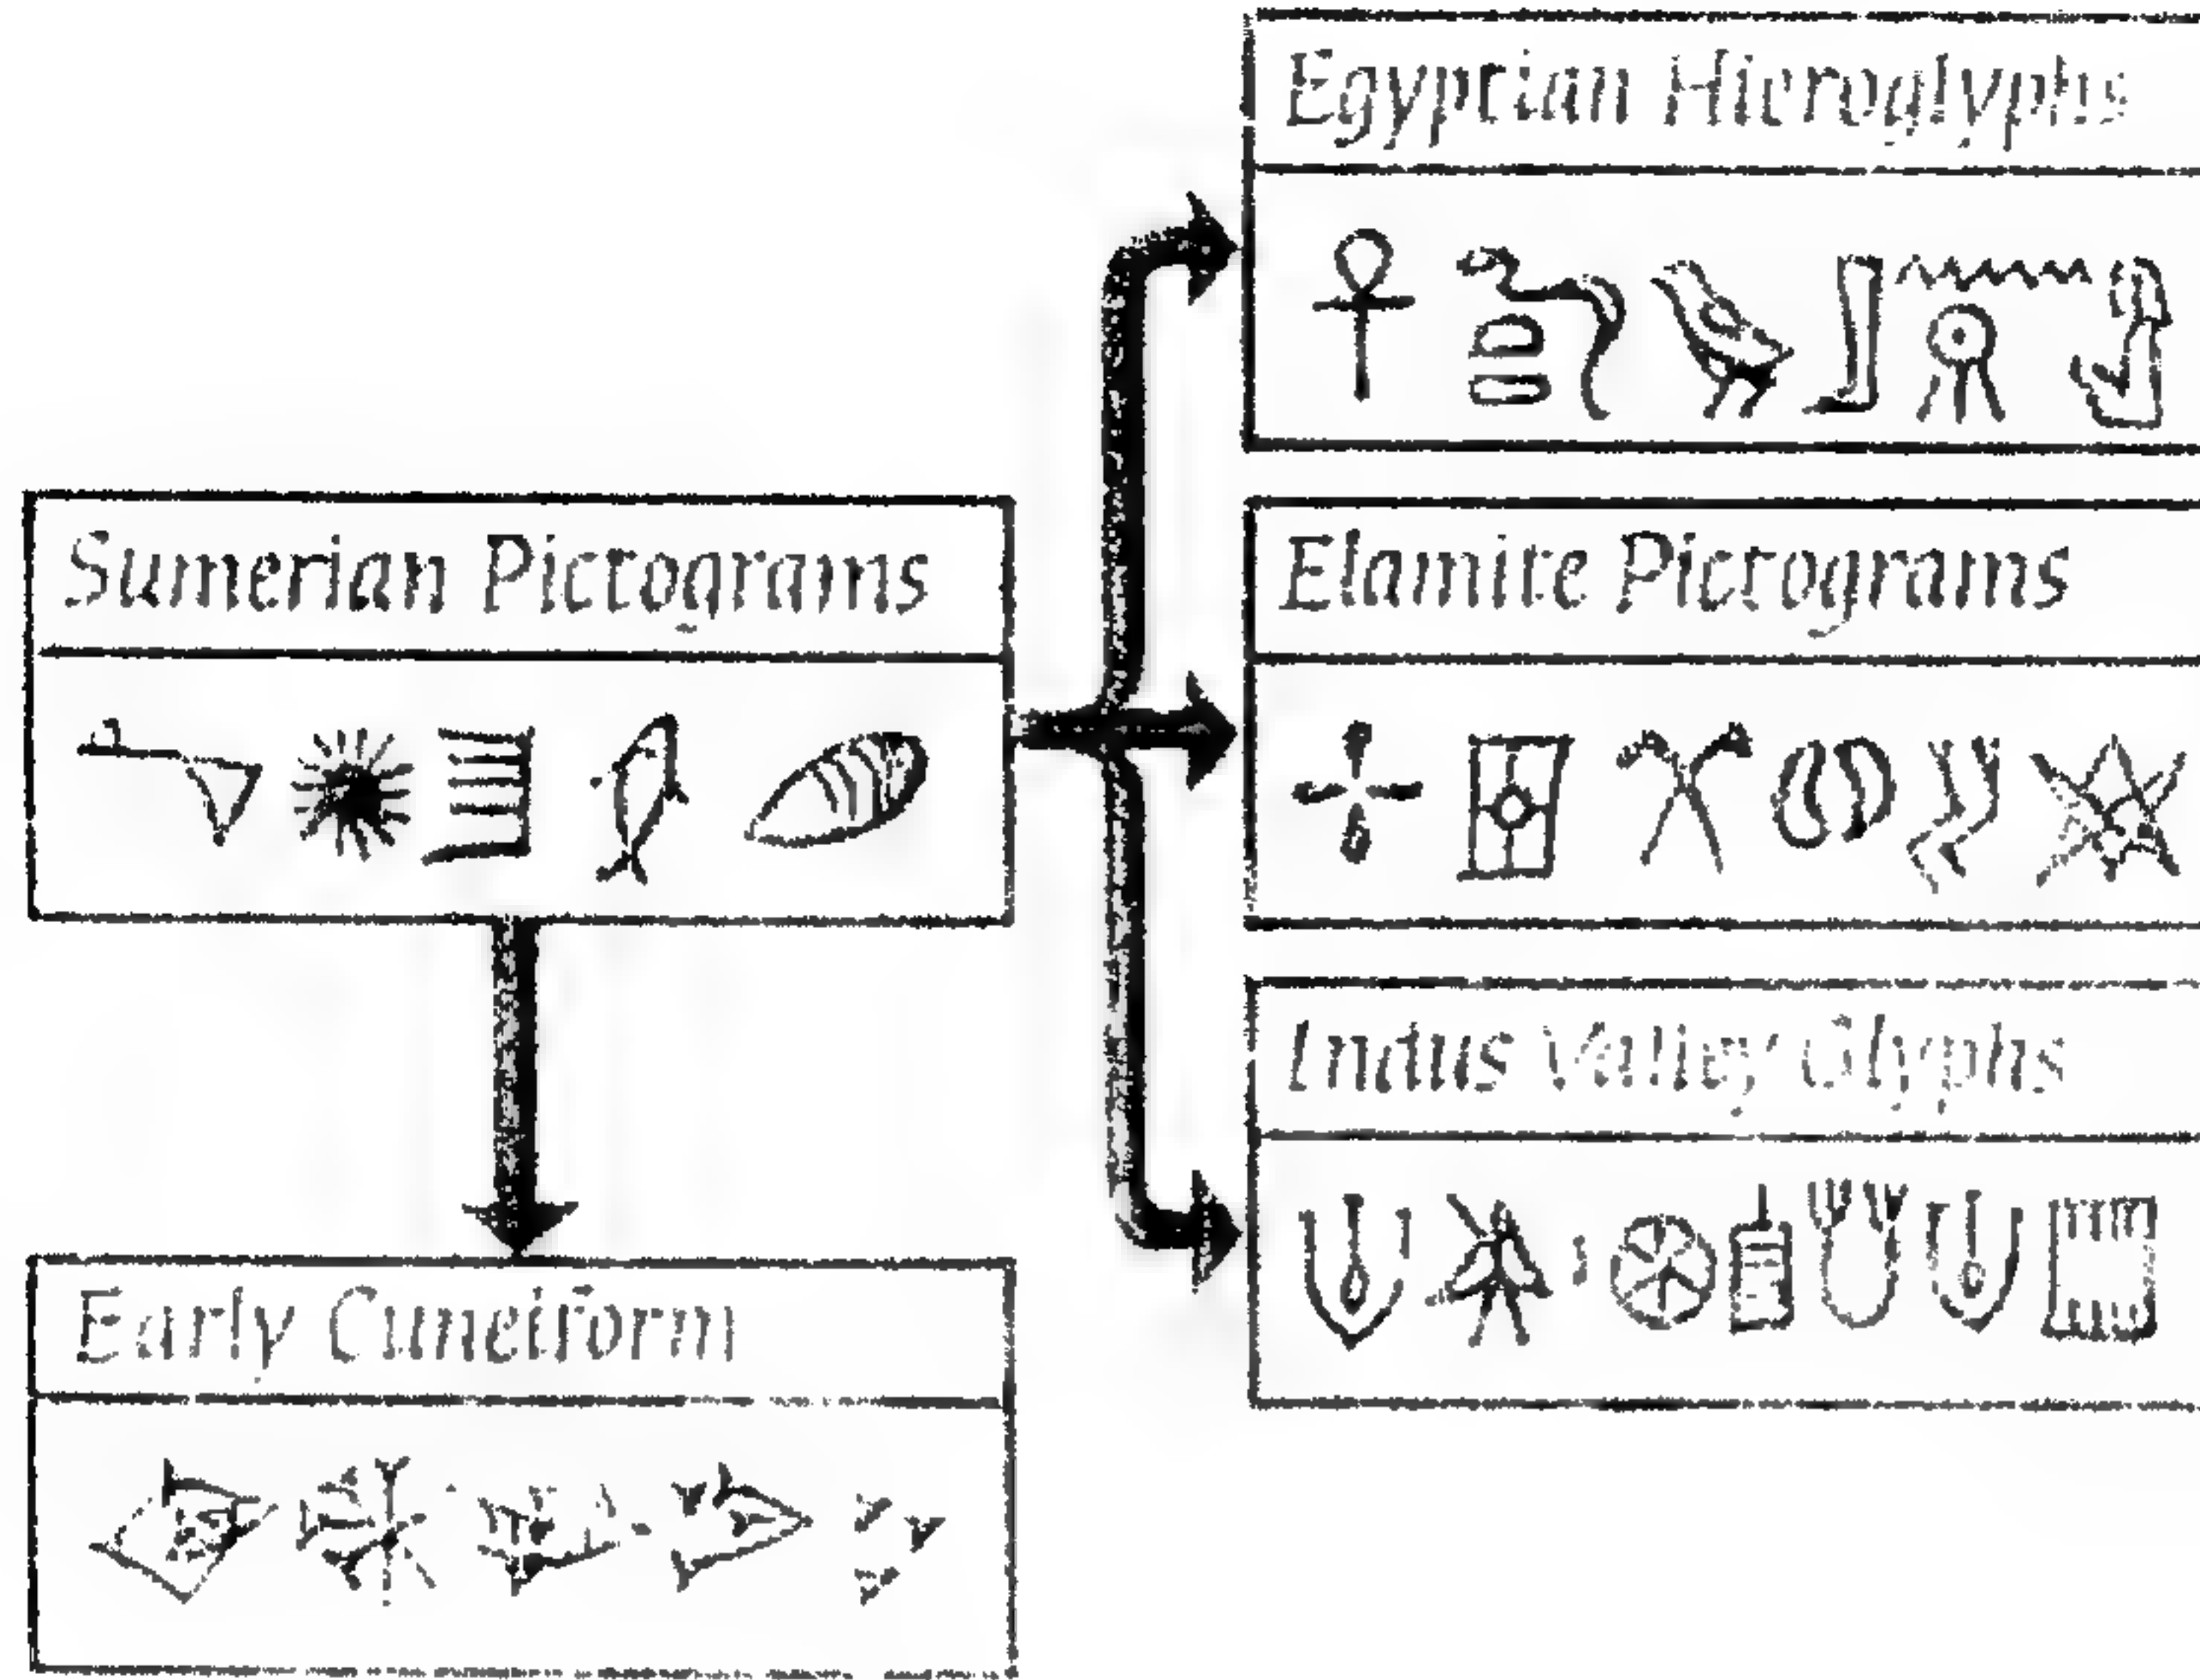 Egyptian Hieroglyphs
Sumerian Pictograms
Elamite Pictograms
Indus Valley Glyphs
Early Cuneiform